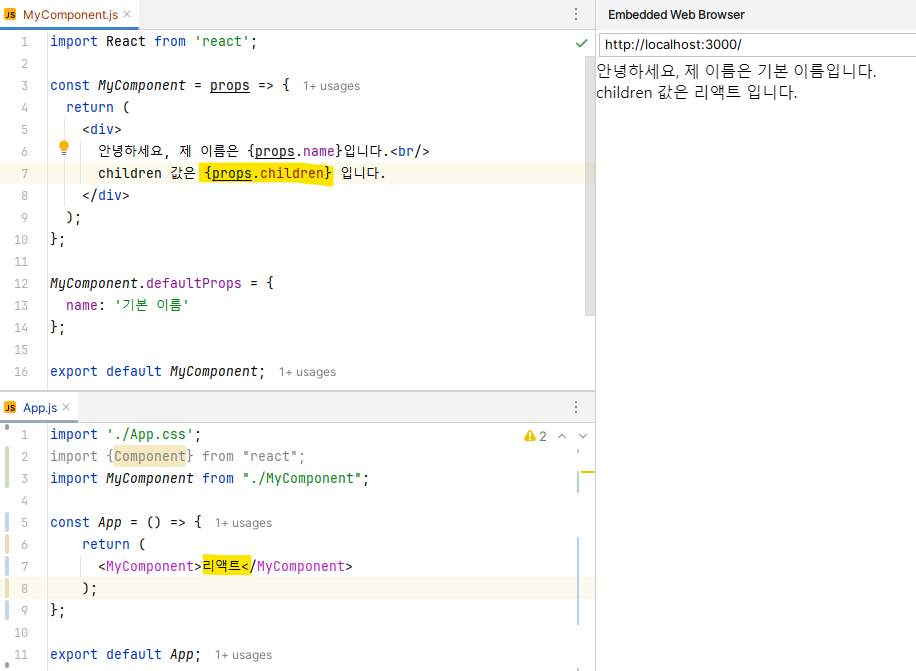 JS MyComponent.js
1 import React from 'react';
2
3 const MyComponent = props => { 1+ usages
4 return (
5 <div>
6 안녕하세요, 제 이름은 {props.name}입니다.<br/>
7 children 값은 {props.children} 입니다.
8 </div>
9 );
10 };
11
12 MyComponent.defaultProps = {
13 name: '기본 이름'
14 };
15
16 export default MyComponent; 1+ usages
JS App.js
1 import './App.css'; 2
2 import {Component} from "react";
3 import MyComponent from "./MyComponent";
4
5 const App = () => { 1+ usages
6 return (
7 <MyComponent>리액트</MyComponent>
8 );
9 };
10
11 export default App; 1+ usages
Embedded Web Browser
http://localhost:3000/
안녕하세요, 제 이름은 기본 이름입니다.
children 값은 리액트 입니다.